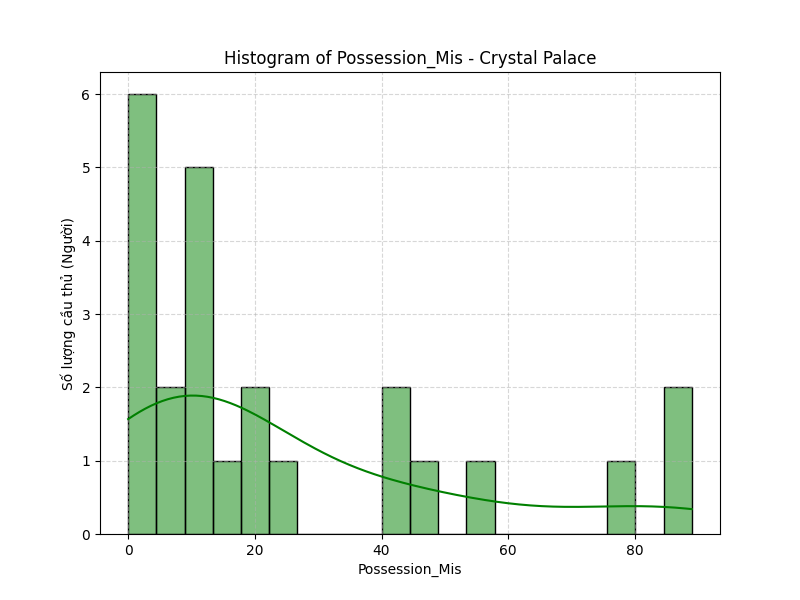 Histogram of Possession_Mis - Crystal Palace
Số lượng cầu thủ (Người)
6
5
4
3
2
1
0
0 20 40 60 80
Possession_Mis